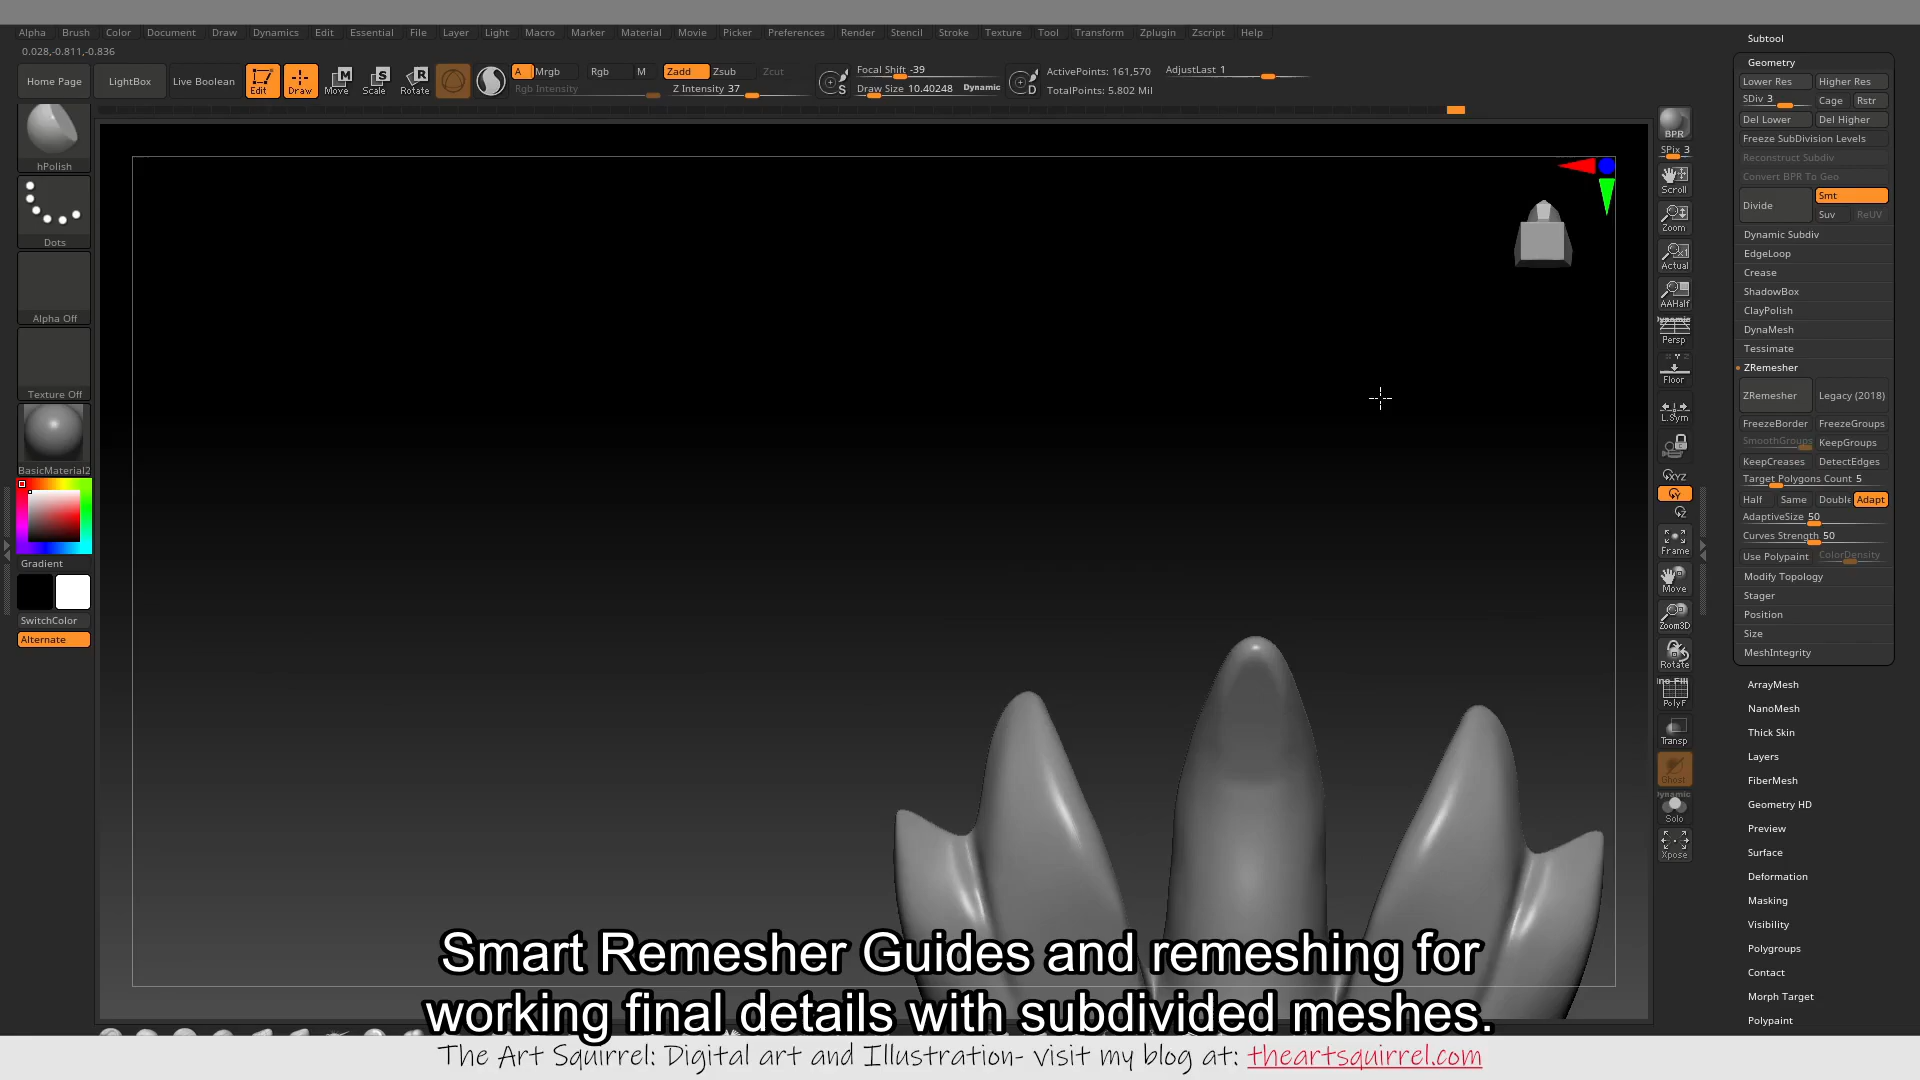 Alpha Brush Color Document Draw Dynamics Edit Essential File Layer Light Macro Marker Material Movie Picker Preferences Render Stencil Stroke Texture Tool Transform Zplugin Zscript Help
0.028,-0.811,-0.836
Home Page
LightBox
Live Boolean
Edit
Draw
Move
Scale
Rotate
A Mrgb
Rgb
M
Rgb Intensity
Zadd
Zsub
Zcut
Z Intensity 37
S
Focal Shift -39
Draw Size 10.40248 Dynamic
D
ActivePoints: 161,570
TotalPoints: 5.802 Mil
AdjustLast 1
hPolish
Dots
Alpha Off
Texture Off
BasicMaterial2
Gradient
SwitchColor
Alternate
BPR
SPix 3
Scroll
Zoom
Actual
AAHalf
Dynamic
Persp
Floor
L.Sym
XYZ
Y
Z
Frame
Move
Zoom3D
Rotate
PolyF
Transp
Ghost
Dynamic
Solo
Xpose
Subtool
Geometry
Lower Res Higher Res
SDiv 3 Cage Rstr
Del Lower Del Higher
Freeze SubDivision Levels
Reconstruct Subdiv
Convert BPR To Geo
Divide
Smt
Suv ReUV
Dynamic Subdiv
EdgeLoop
Crease
ShadowBox
ClayPolish
DynaMesh
Tessimate
ZRemesher
ZRemesher Legacy (2018)
FreezeBorder FreezeGroups
SmoothGroups KeepGroups
KeepCreases DetectEdges
Target Polygons Count 5
Half Same Double Adapt
AdaptiveSize 50
Curves Strength 50
Use Polypaint ColorDensity
Modify Topology
Stager
Position
Size
MeshIntegrity
ArrayMesh
NanoMesh
Thick Skin
Layers
FiberMesh
Geometry HD
Preview
Surface
Deformation
Masking
Visibility
Polygroups
Contact
Morph Target
Polypaint
Smart Remesher Guides and remeshing for
working final details with subdivided meshes.
The Art Squirrel: Digital art and Illustration- visit my blog at: theartsquirrel.com